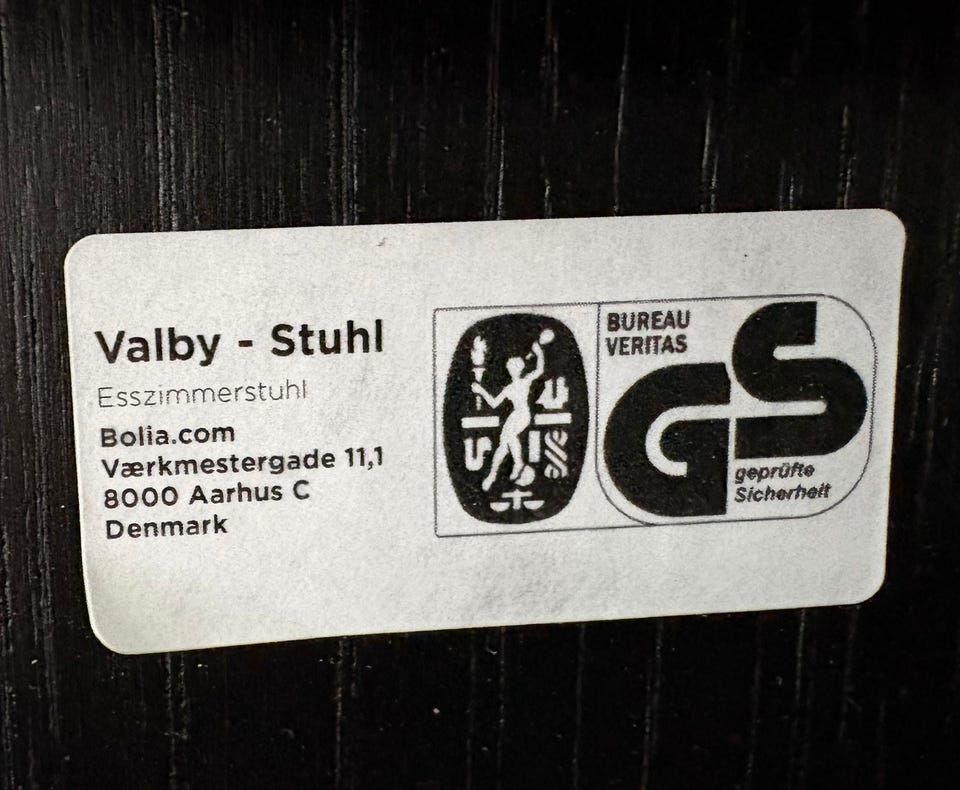 Valby - Stuhl
Esszimmerstuhl
Bolia.com
Værkmestergade 11,1
8000 Aarhus C
Denmark
BUREAU
VERITAS
GS
geprüfte
Sicherheit